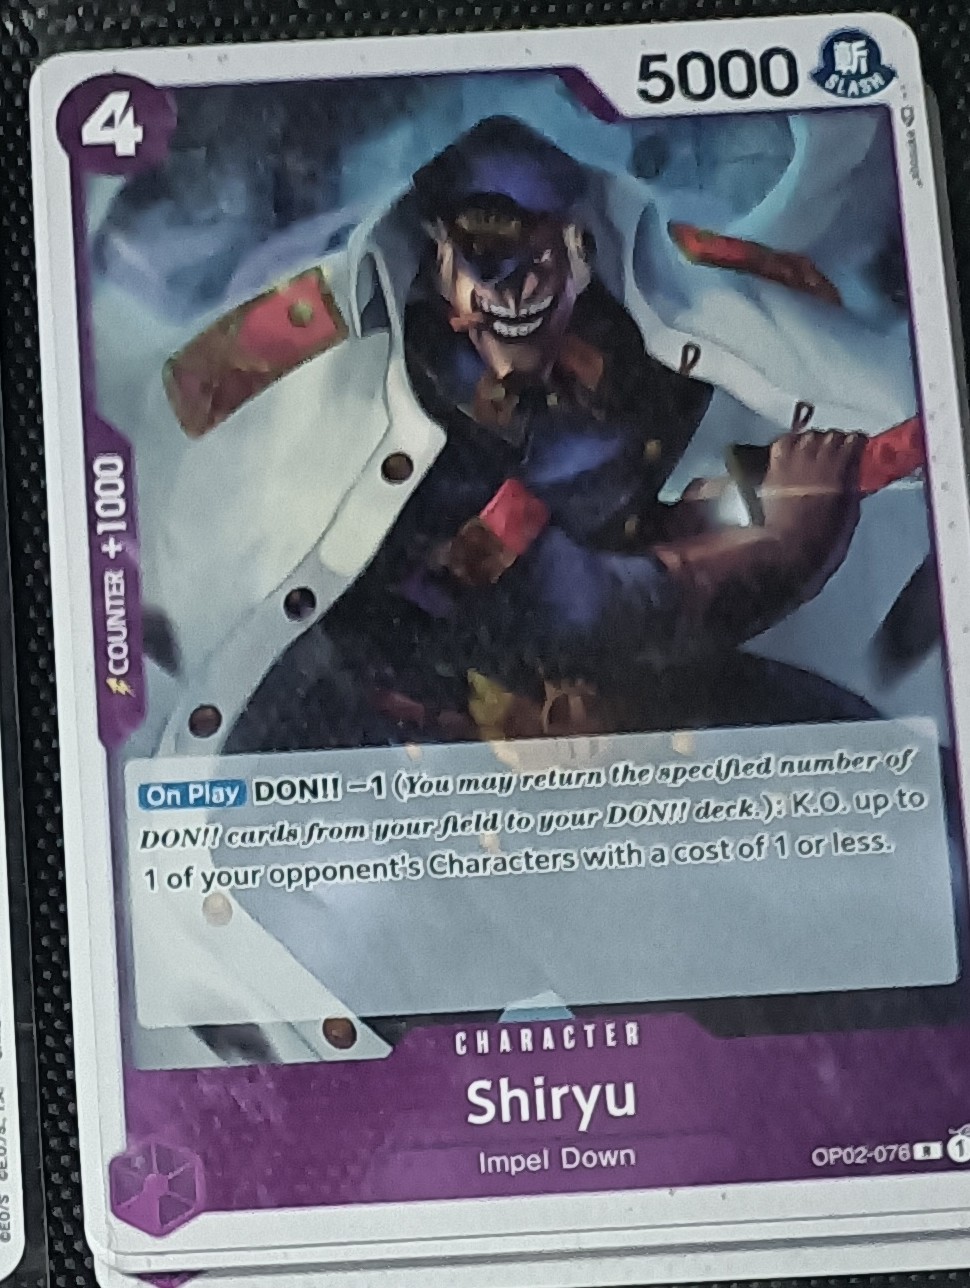 4
5000
斬
SLASH
COUNTER +1000
On Play DON!! −1 (You may return the specified number of
DON!! cards from your field to your DON!! deck.): K.O. up to
1 of your opponent's Characters with a cost of 1 or less.
CHARACTER
Shiryu
Impel Down
OP02-076 R 1